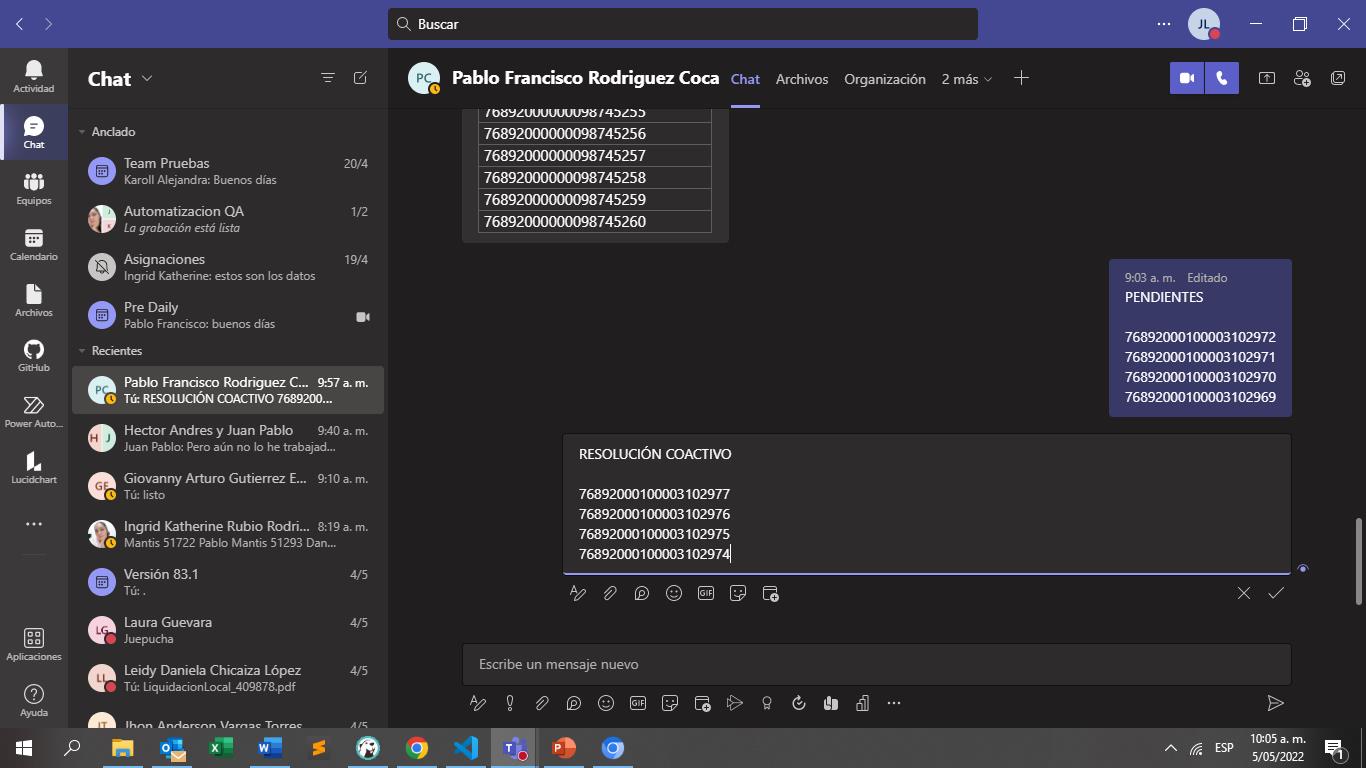 Buscar
JL
Actividad
Chat
Equipos
Calendario
Archivos
GitHub
Power Auto...
Lucidchart
Aplicaciones
Ayuda
Chat
Anclado
Team Pruebas 20/4
Karoll Alejandra: Buenos días
Automatizacion QA 1/2
La grabación está lista
Asignaciones 19/4
Ingrid Katherine: estos son los datos
Pre Daily
Pablo Francisco: buenos días
Recientes
PC Pablo Francisco Rodriguez C... 9:57 a. m.
Tú: RESOLUCIÓN COACTIVO 7689200...
HJ Hector Andres y Juan Pablo 9:40 a. m.
Juan Pablo: Pero aún no lo he trabajad...
GE Giovanny Arturo Gutierrez E... 9:10 a. m.
Tú: listo
Ingrid Katherine Rubio Rodri... 8:19 a. m.
Mantis 51722 Pablo Mantis 51293 Dan...
Versión 83.1 4/5
Tú: .
LG Laura Guevara 4/5
Juepucha
LL Leidy Daniela Chicaiza López 4/5
Tú: LiquidacionLocal_409878.pdf
JT Jhon Anderson Vargas Torres 4/5
PC Pablo Francisco Rodriguez Coca Chat Archivos Organización 2 más
76892000000098745255
76892000000098745256
76892000000098745257
76892000000098745258
76892000000098745259
76892000000098745260
9:03 a. m. Editado
PENDIENTES
76892000100003102972
76892000100003102971
76892000100003102970
76892000100003102969
RESOLUCIÓN COACTIVO
76892000100003102977
76892000100003102976
76892000100003102975
76892000100003102974
GIF
Escribe un mensaje nuevo
GIF
ESP
10:05 a. m.
5/05/2022
1